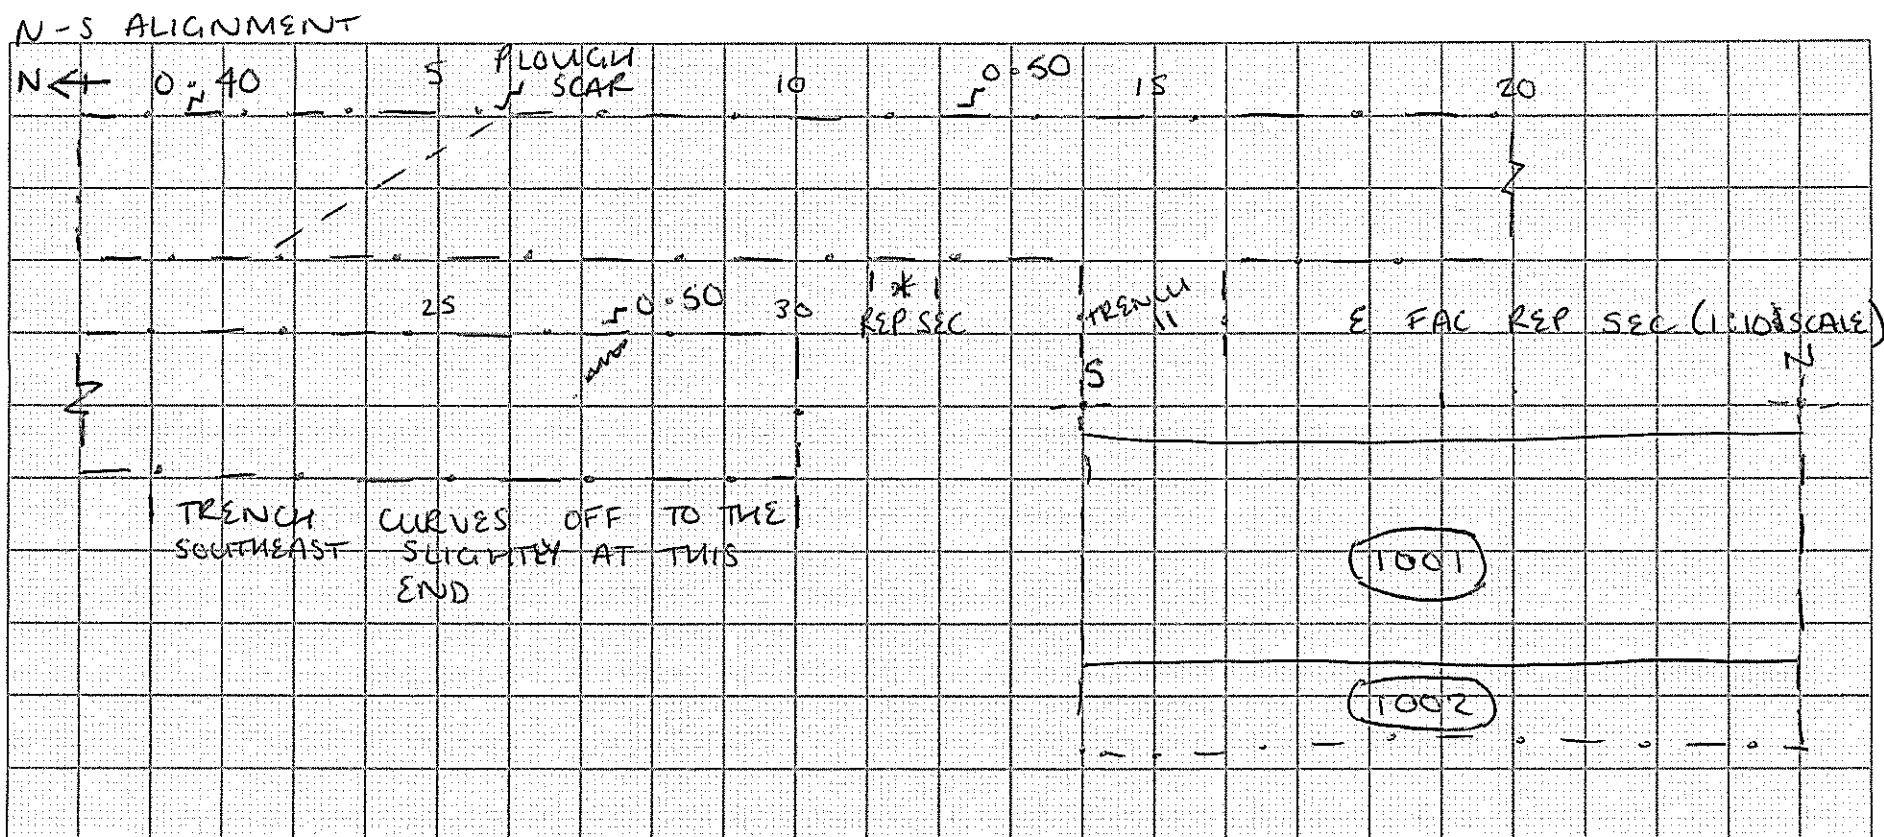 N-S ALIGNMENT
N 0.40 5 PLOUGH SCAR 10 0.50 15 20
25 0.50 30 * REP SEC TRENCH 11 E FAC REP SEC (1:10 SCALE)
S N
TRENCH CURVES OFF TO THE
SOUTHEAST SLIGHTLY AT THIS
END
1001
1002